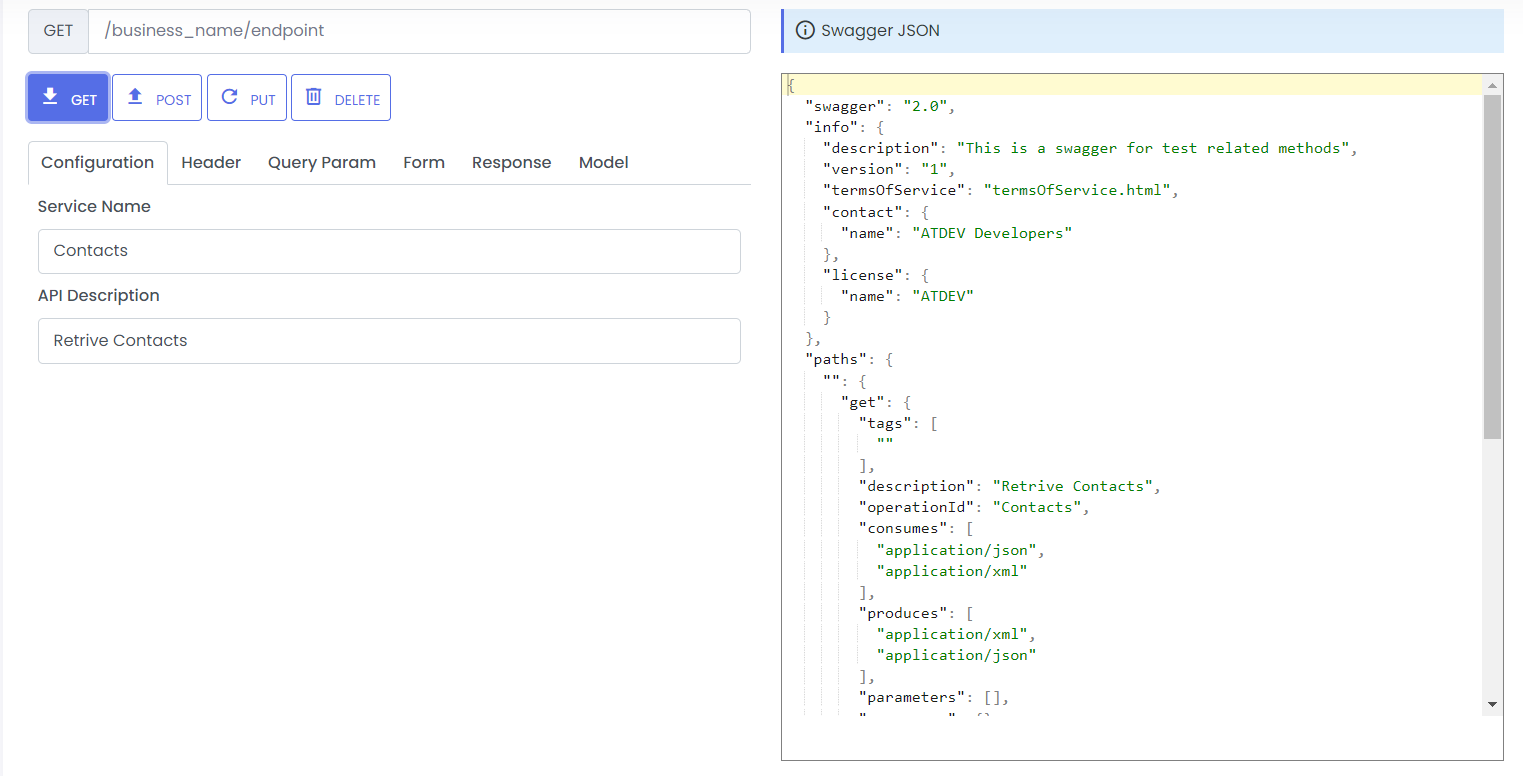 GET /business_name/endpoint
GET POST PUT DELETE
Configuration Header Query Param Form Response Model
Service Name
Contacts
API Description
Retrive Contacts
Swagger JSON
{
"swagger": "2.0",
"info": {
"description": "This is a swagger for test related methods",
"version": "1",
"termsOfService": "termsOfService.html",
"contact": {
"name": "ATDEV Developers"
},
"license": {
"name": "ATDEV"
}
},
"paths": {
"": {
"get": {
"tags": [
""
],
"description": "Retrive Contacts",
"operationId": "Contacts",
"consumes": [
"application/json",
"application/xml"
],
"produces": [
"application/xml",
"application/json"
],
"parameters": [],